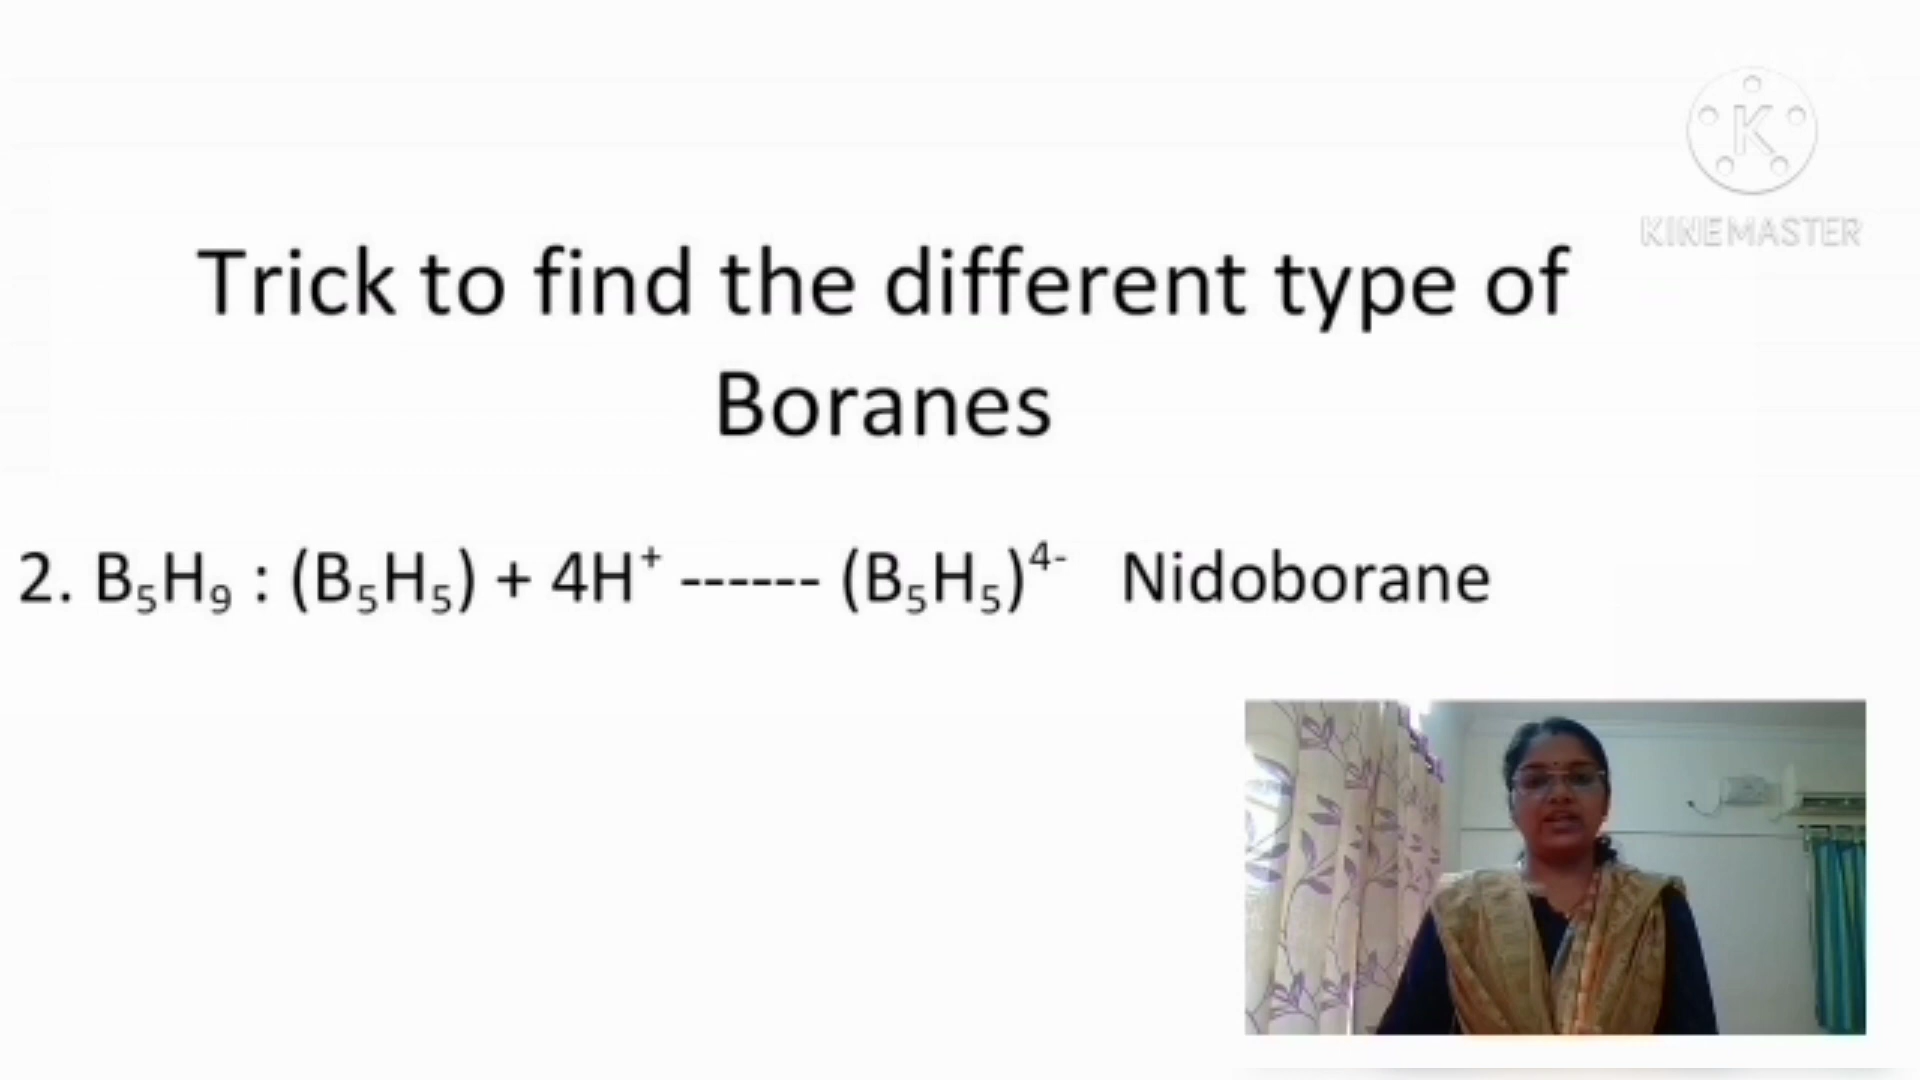 KINEMASTER
Trick to find the different type of
Boranes
2. B₅H₉ : (B₅H₅) + 4H⁺ ------ (B₅H₅)⁴⁻ Nidoborane